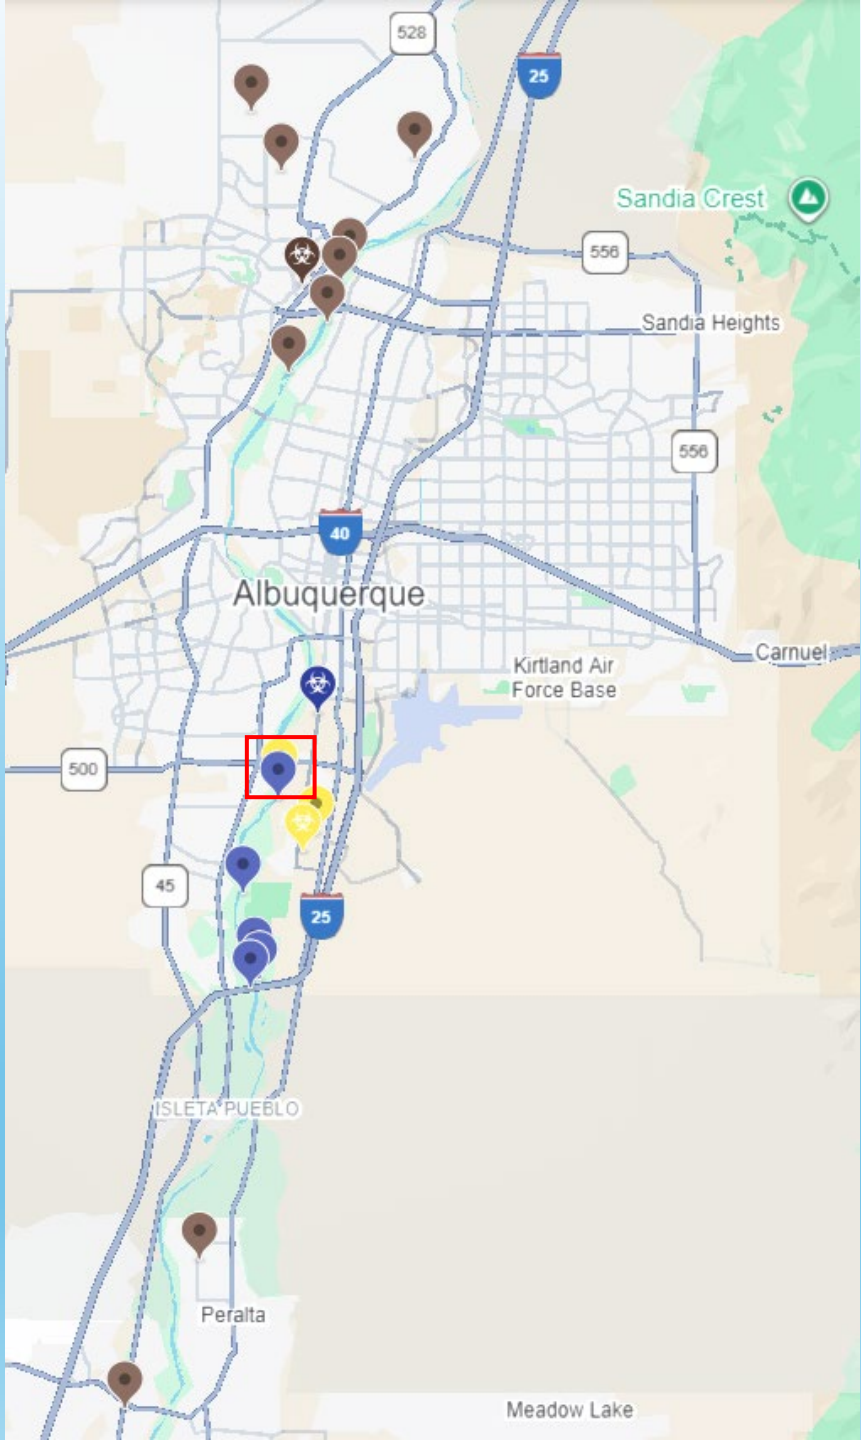 528
25
Sandia Crest
556
Sandia Heights
556
40
Albuquerque
Carnuel
Kirtland Air
Force Base
500
45
25
ISLETA PUEBLO
Peralta
Meadow Lake